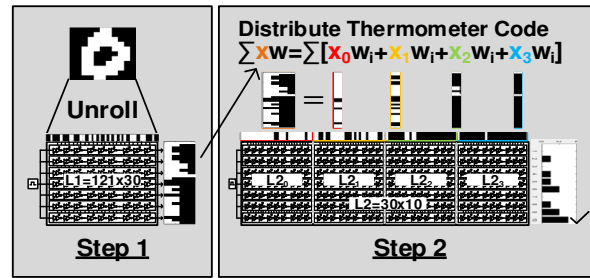 Unroll
L1=121x30
Step 1
Distribute Thermometer Code
∑xw=∑[x₀wᵢ+x₁wᵢ+x₂wᵢ+x₃wᵢ]
=
L2₀ L2₁ L2₂ L2₃
L2=30x10
Step 2